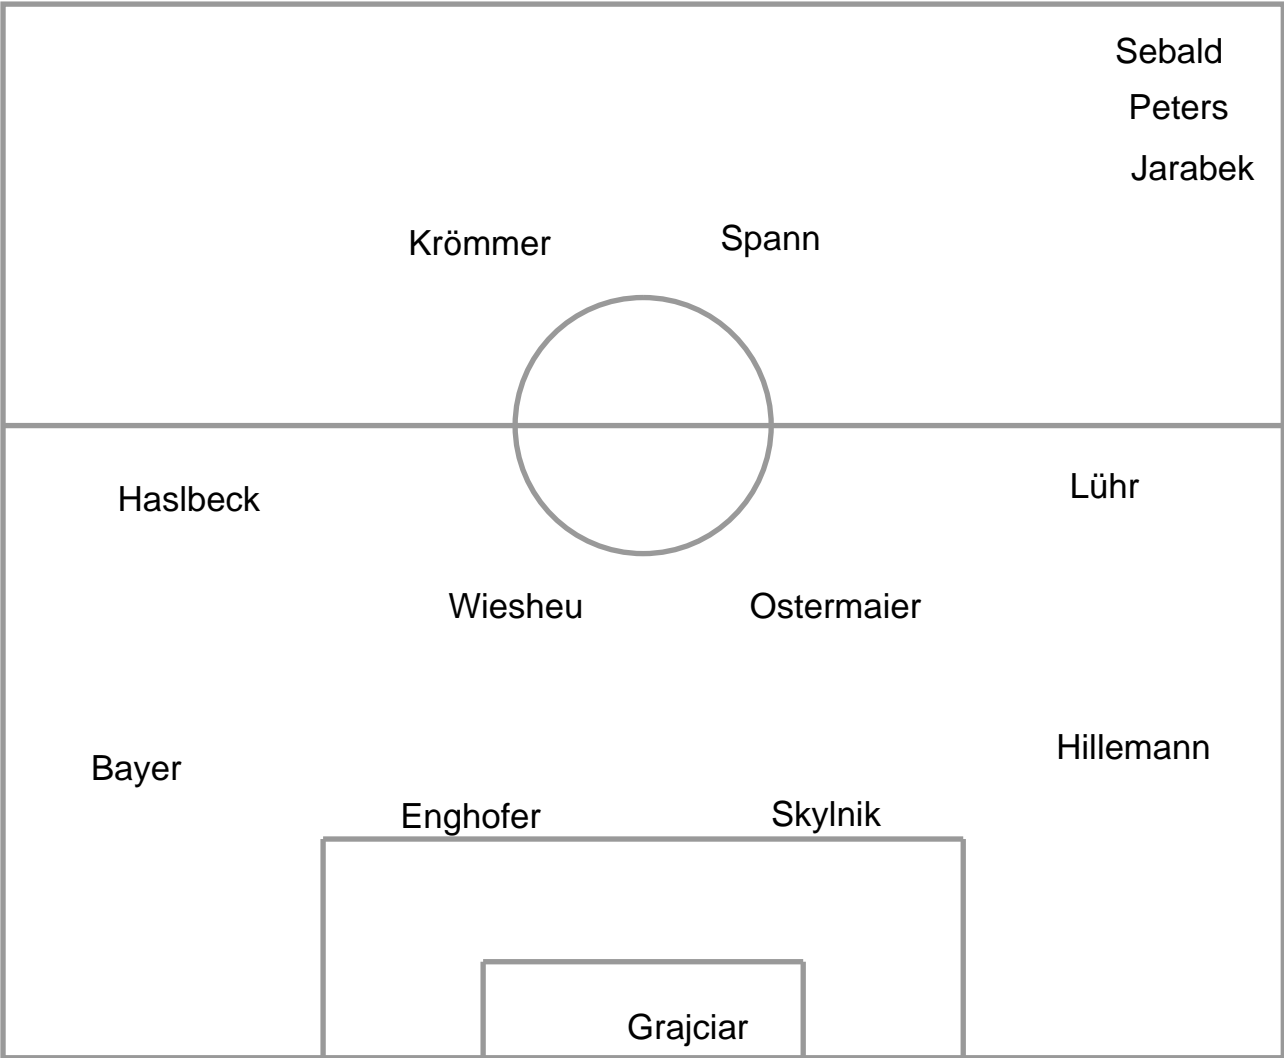 Sebald
Peters
Jarabek
Krömmer Spann
Haslbeck Lühr
Wiesheu Ostermaier
Bayer Hillemann
Enghofer Skylnik
Grajciar